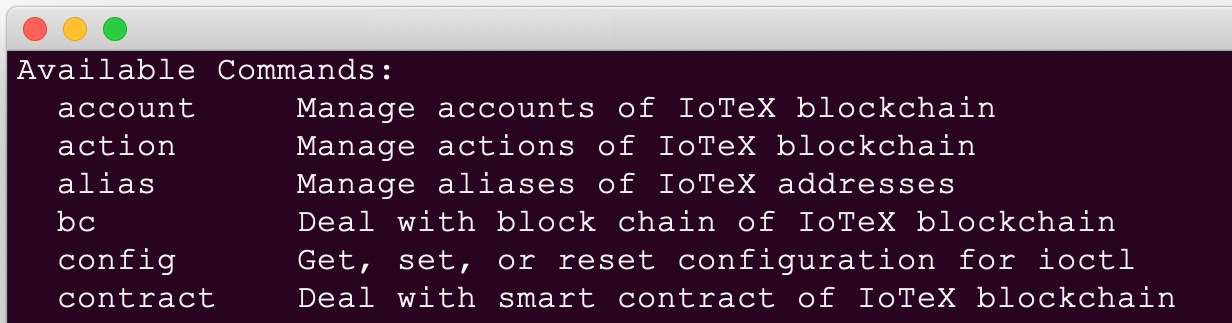 Available Commands:
  account     Manage accounts of IoTeX blockchain
  action      Manage actions of IoTeX blockchain
  alias       Manage aliases of IoTeX addresses
  bc          Deal with block chain of IoTeX blockchain
  config      Get, set, or reset configuration for ioctl
  contract    Deal with smart contract of IoTeX blockchain